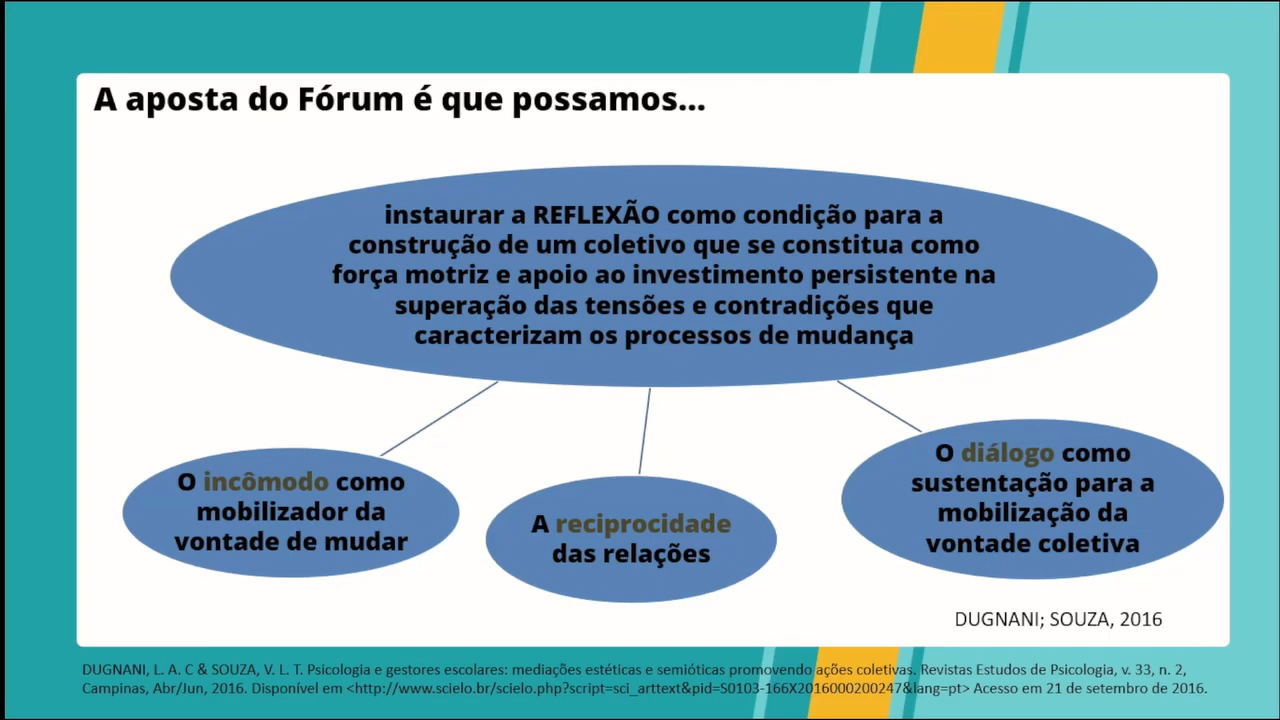 A aposta do Fórum é que possamos...
instaurar a REFLEXÃO como condição para a
construção de um coletivo que se constitua como
força motriz e apoio ao investimento persistente na
superação das tensões e contradições que
caracterizam os processos de mudança
O incômodo como
mobilizador da
vontade de mudar
A reciprocidade
das relações
O diálogo como
sustentação para a
mobilização da
vontade coletiva
DUGNANI; SOUZA, 2016
DUGNANI, L. A. C & SOUZA, V. L. T. Psicologia e gestores escolares: mediações estéticas e semióticas promovendo ações coletivas. Revistas Estudos de Psicologia, v. 33, n. 2,
Campinas, Abr/Jun, 2016. Disponível em <http://www.scielo.br/scielo.php?script=sci_arttext&pid=S0103-166X2016000200247&lang=pt> Acesso em 21 de setembro de 2016.